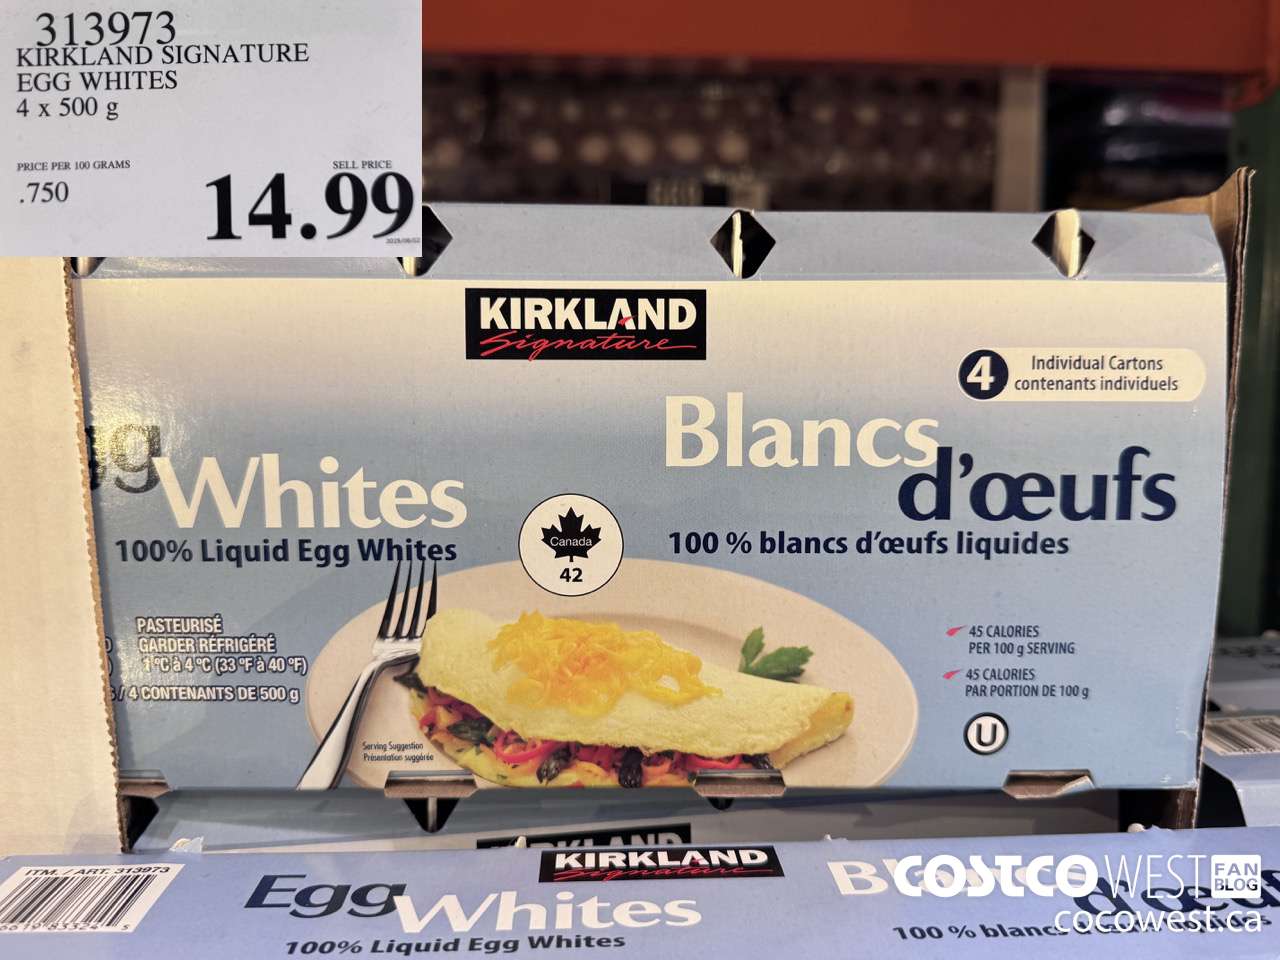 313973
KIRKLAND SIGNATURE
EGG WHITES
4 x 500 g
PRICE PER 100 GRAMS
.750
SELL PRICE
14.99
KIRKLAND
Signature
4
Individual Cartons
contenants individuels
Whites
100% Liquid Egg Whites
Blancs
d'œufs
100 % blancs d'œufs liquides
Canada
42
PASTEURISÉ
GARDER RÉFRIGÉRÉ
1 °C à 4 °C (33 °F à 40 °F)
/ 4 CONTENANTS DE 500 g
Serving Suggestion
Présentation suggérée
45 CALORIES
PER 100 g SERVING
45 CALORIES
PAR PORTION DE 100 g
U
KIRKLAND
ITM. / ART. 313973
Egg Whites
100% Liquid Egg Whites
KIRKLAND
Signature
100 % blancs
COSTCO WEST FAN BLOG
cocowest.ca